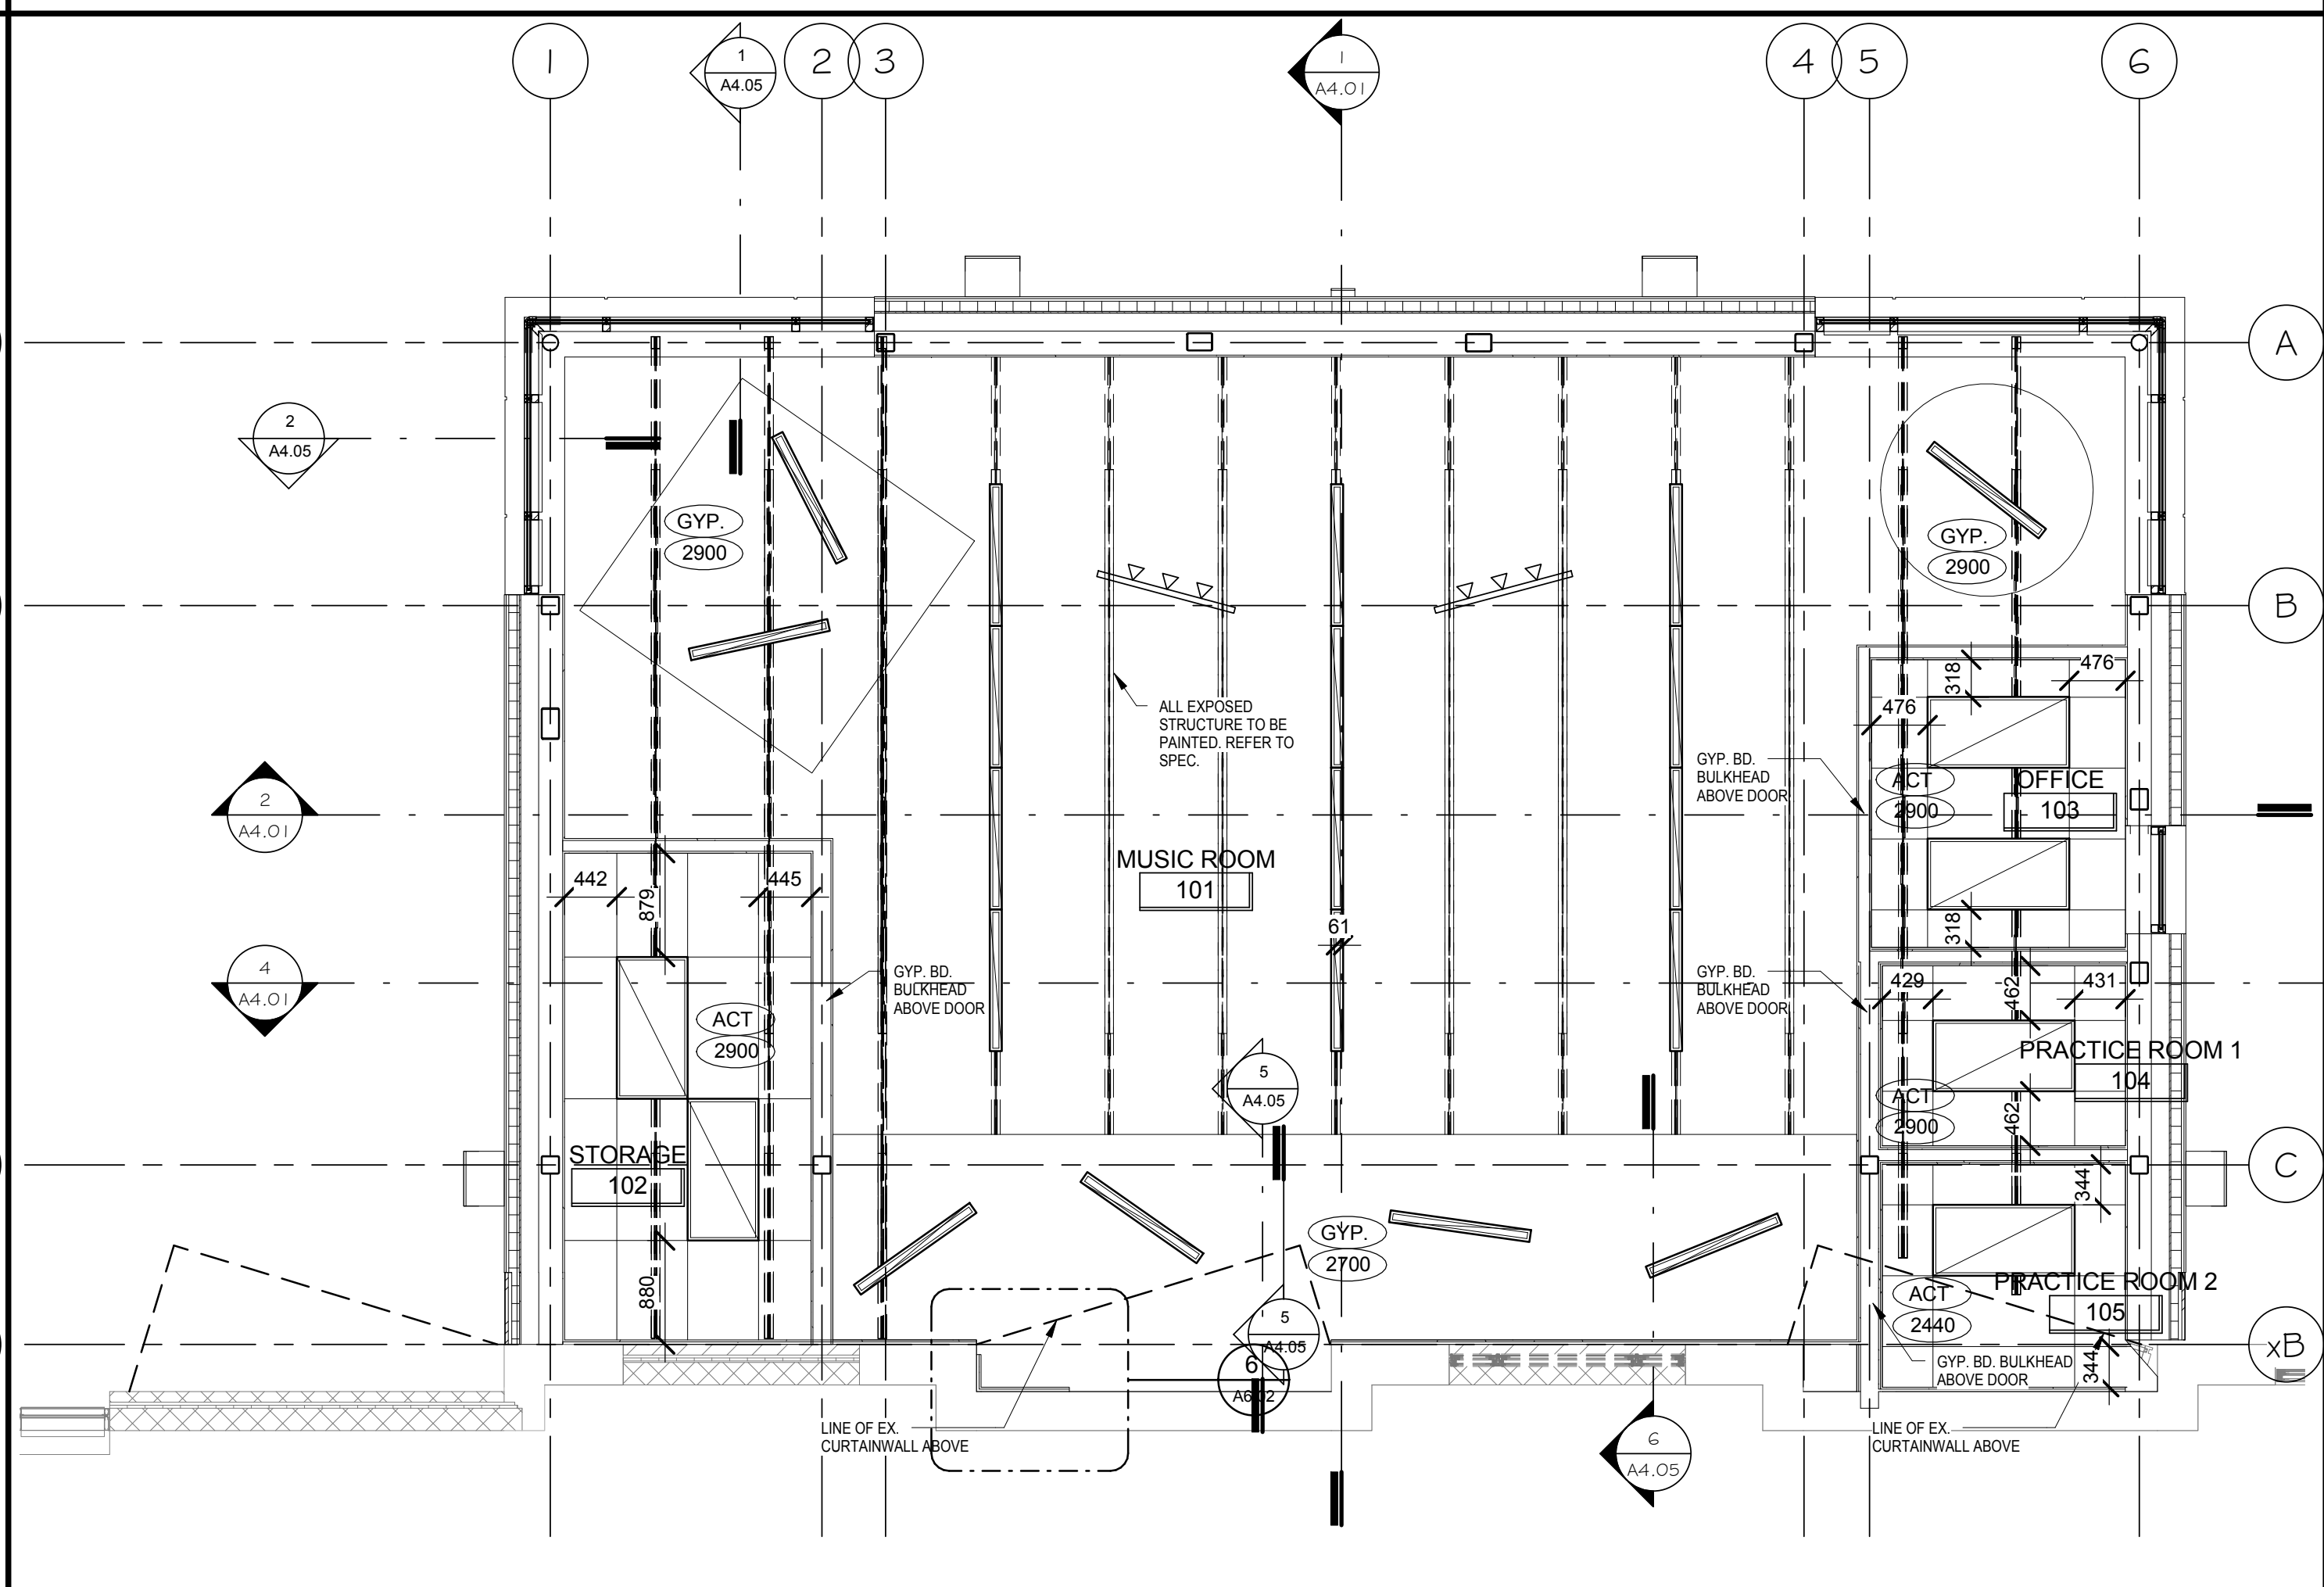 1
1
A4.05
2
3
1
A4.01
4
5
6
A
2
A4.05
GYP.
2900
GYP.
2900
B
318
476
476
ALL EXPOSED
STRUCTURE TO BE
PAINTED. REFER TO
SPEC.
GYP. BD.
BULKHEAD
ABOVE DOOR
ACT
2900
OFFICE
103
2
A4.01
MUSIC ROOM
101
442
879
445
61
318
4
A4.01
GYP. BD.
BULKHEAD
ABOVE DOOR
GYP. BD.
BULKHEAD
ABOVE DOOR
429
462
431
ACT
2900
PRACTICE ROOM 1
104
5
A4.05
ACT
2900
462
STORAGE
102
C
344
GYP.
2700
880
PRACTICE ROOM 2
105
ACT
2440
5
A4.05
6
A6.02
xB
GYP. BD. BULKHEAD
ABOVE DOOR
344
LINE OF EX.
CURTAINWALL ABOVE
6
A4.05
LINE OF EX.
CURTAINWALL ABOVE